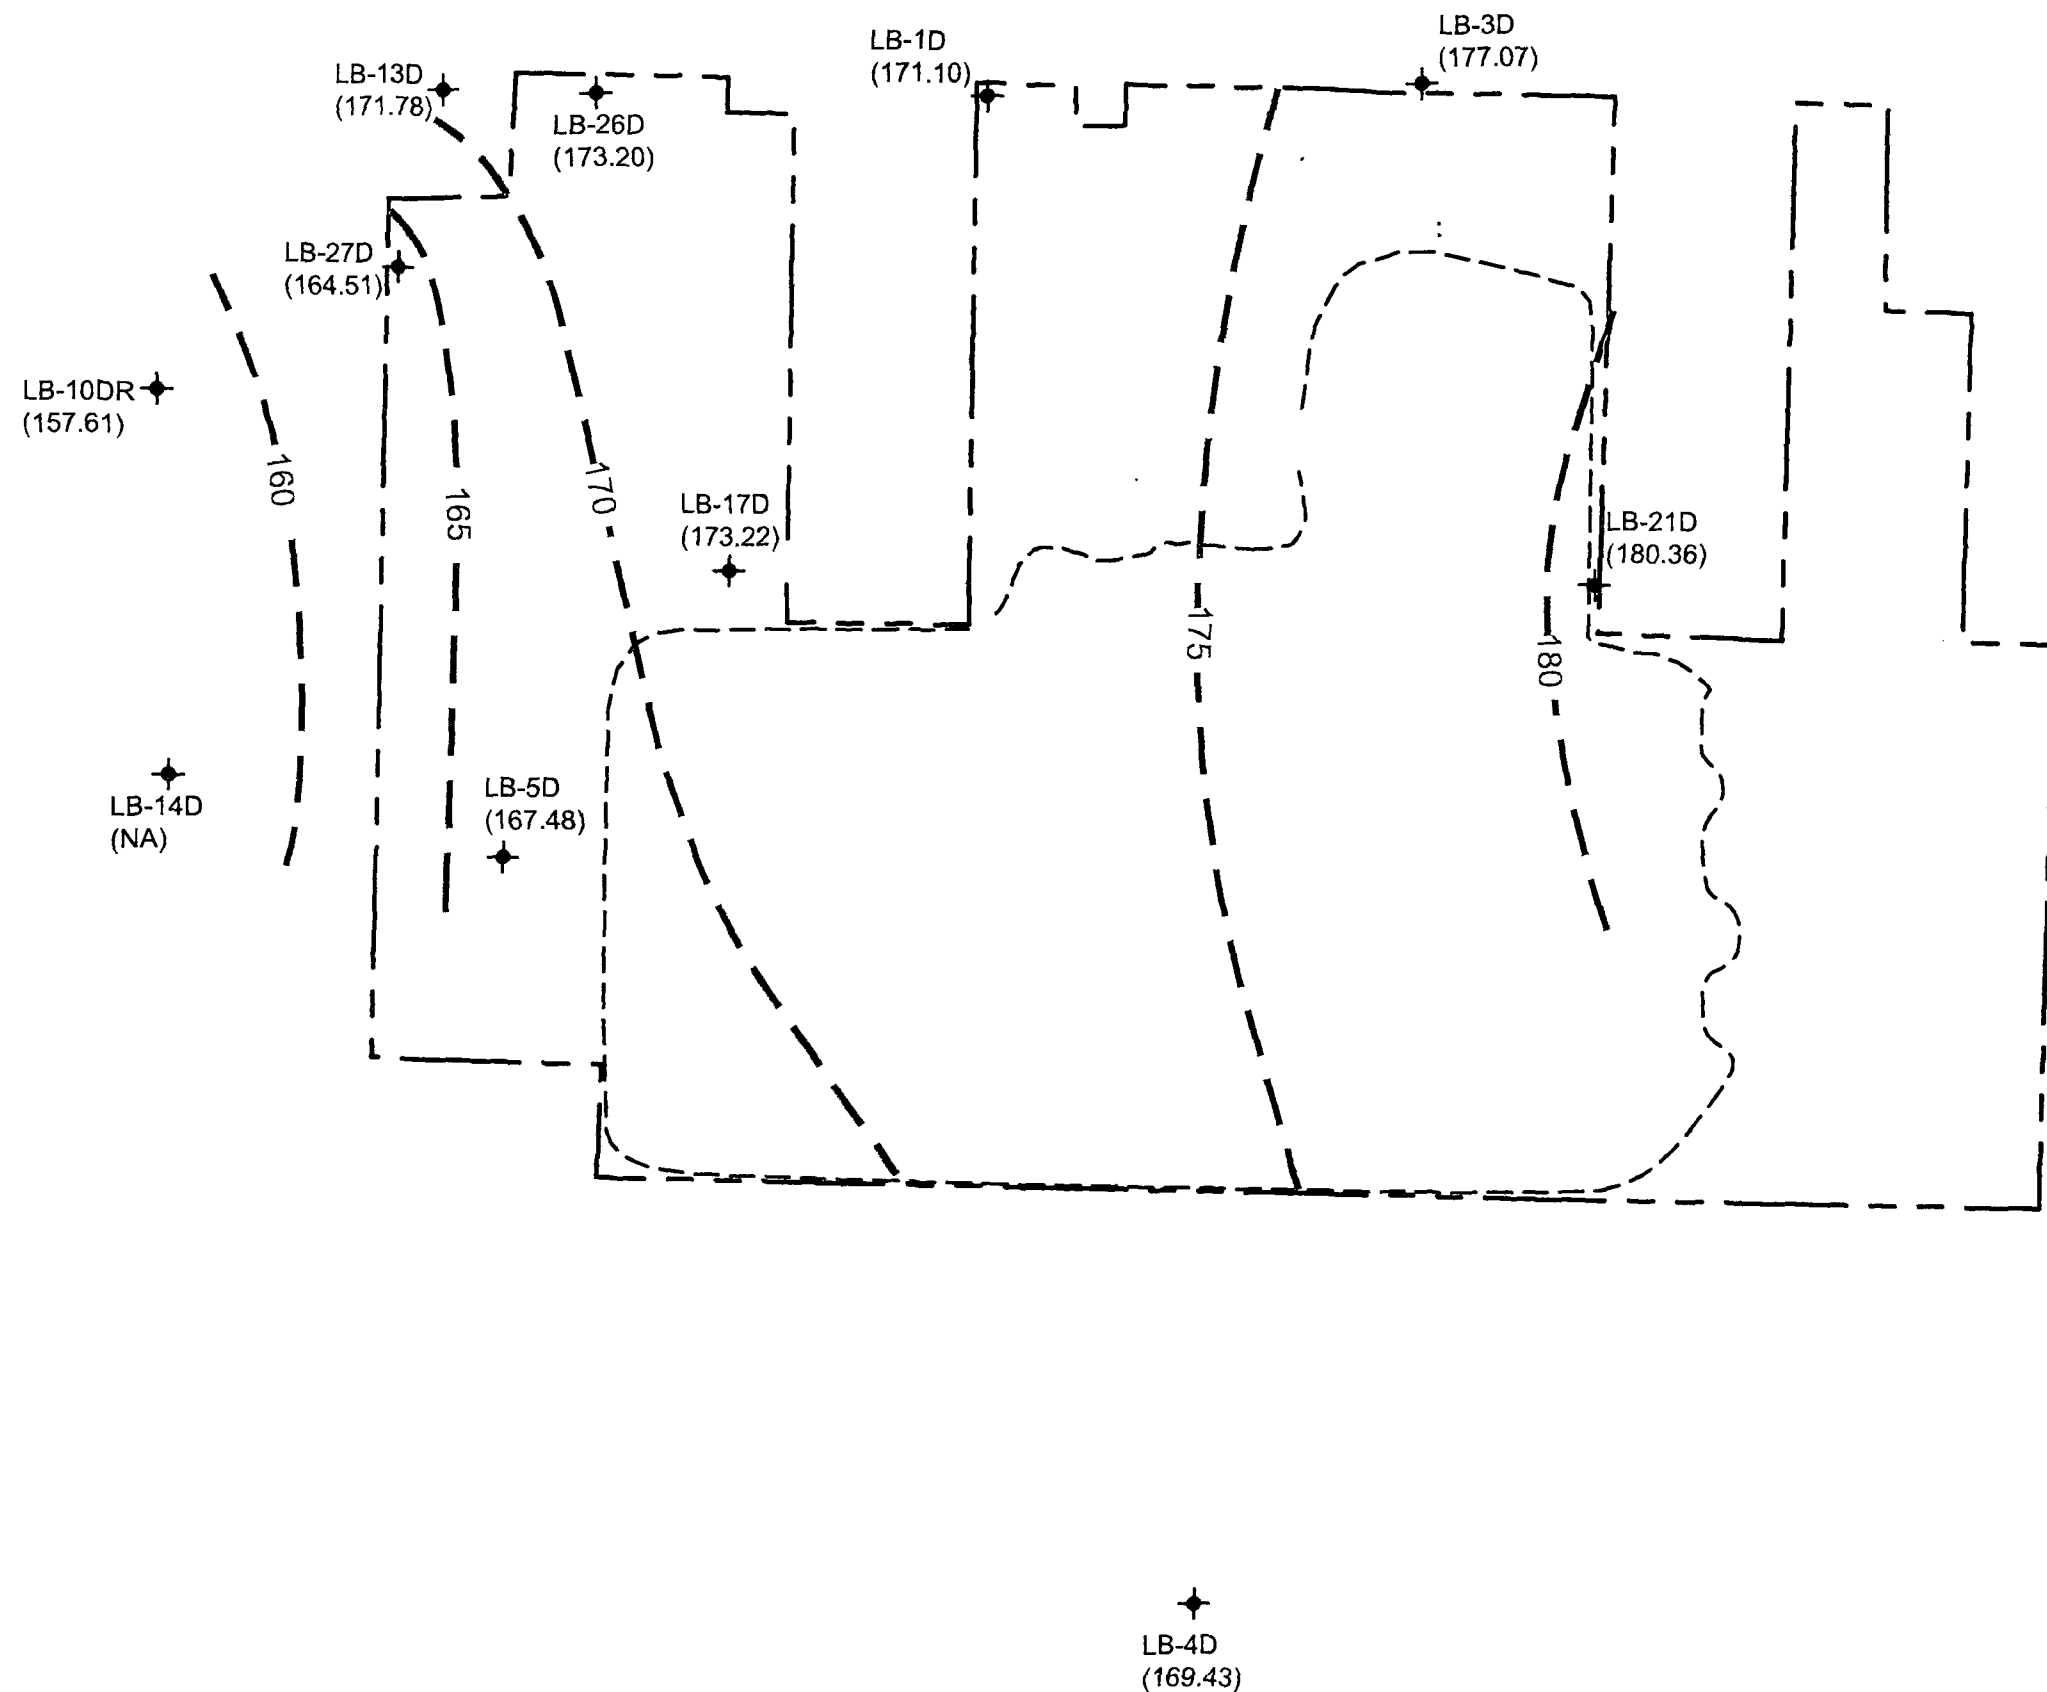 LB-3D
(177.07)
LB-1D
(171.10)
LB-13D
(171.78)
LB-26D
(173.20)
LB-27D
(164.51)
LB-10DR
(157.61)
160
165
170
LB-17D
(173.22)
LB-21D
(180.36)
175
180
LB-14D
(NA)
LB-5D
(167.48)
LB-4D
(169.43)